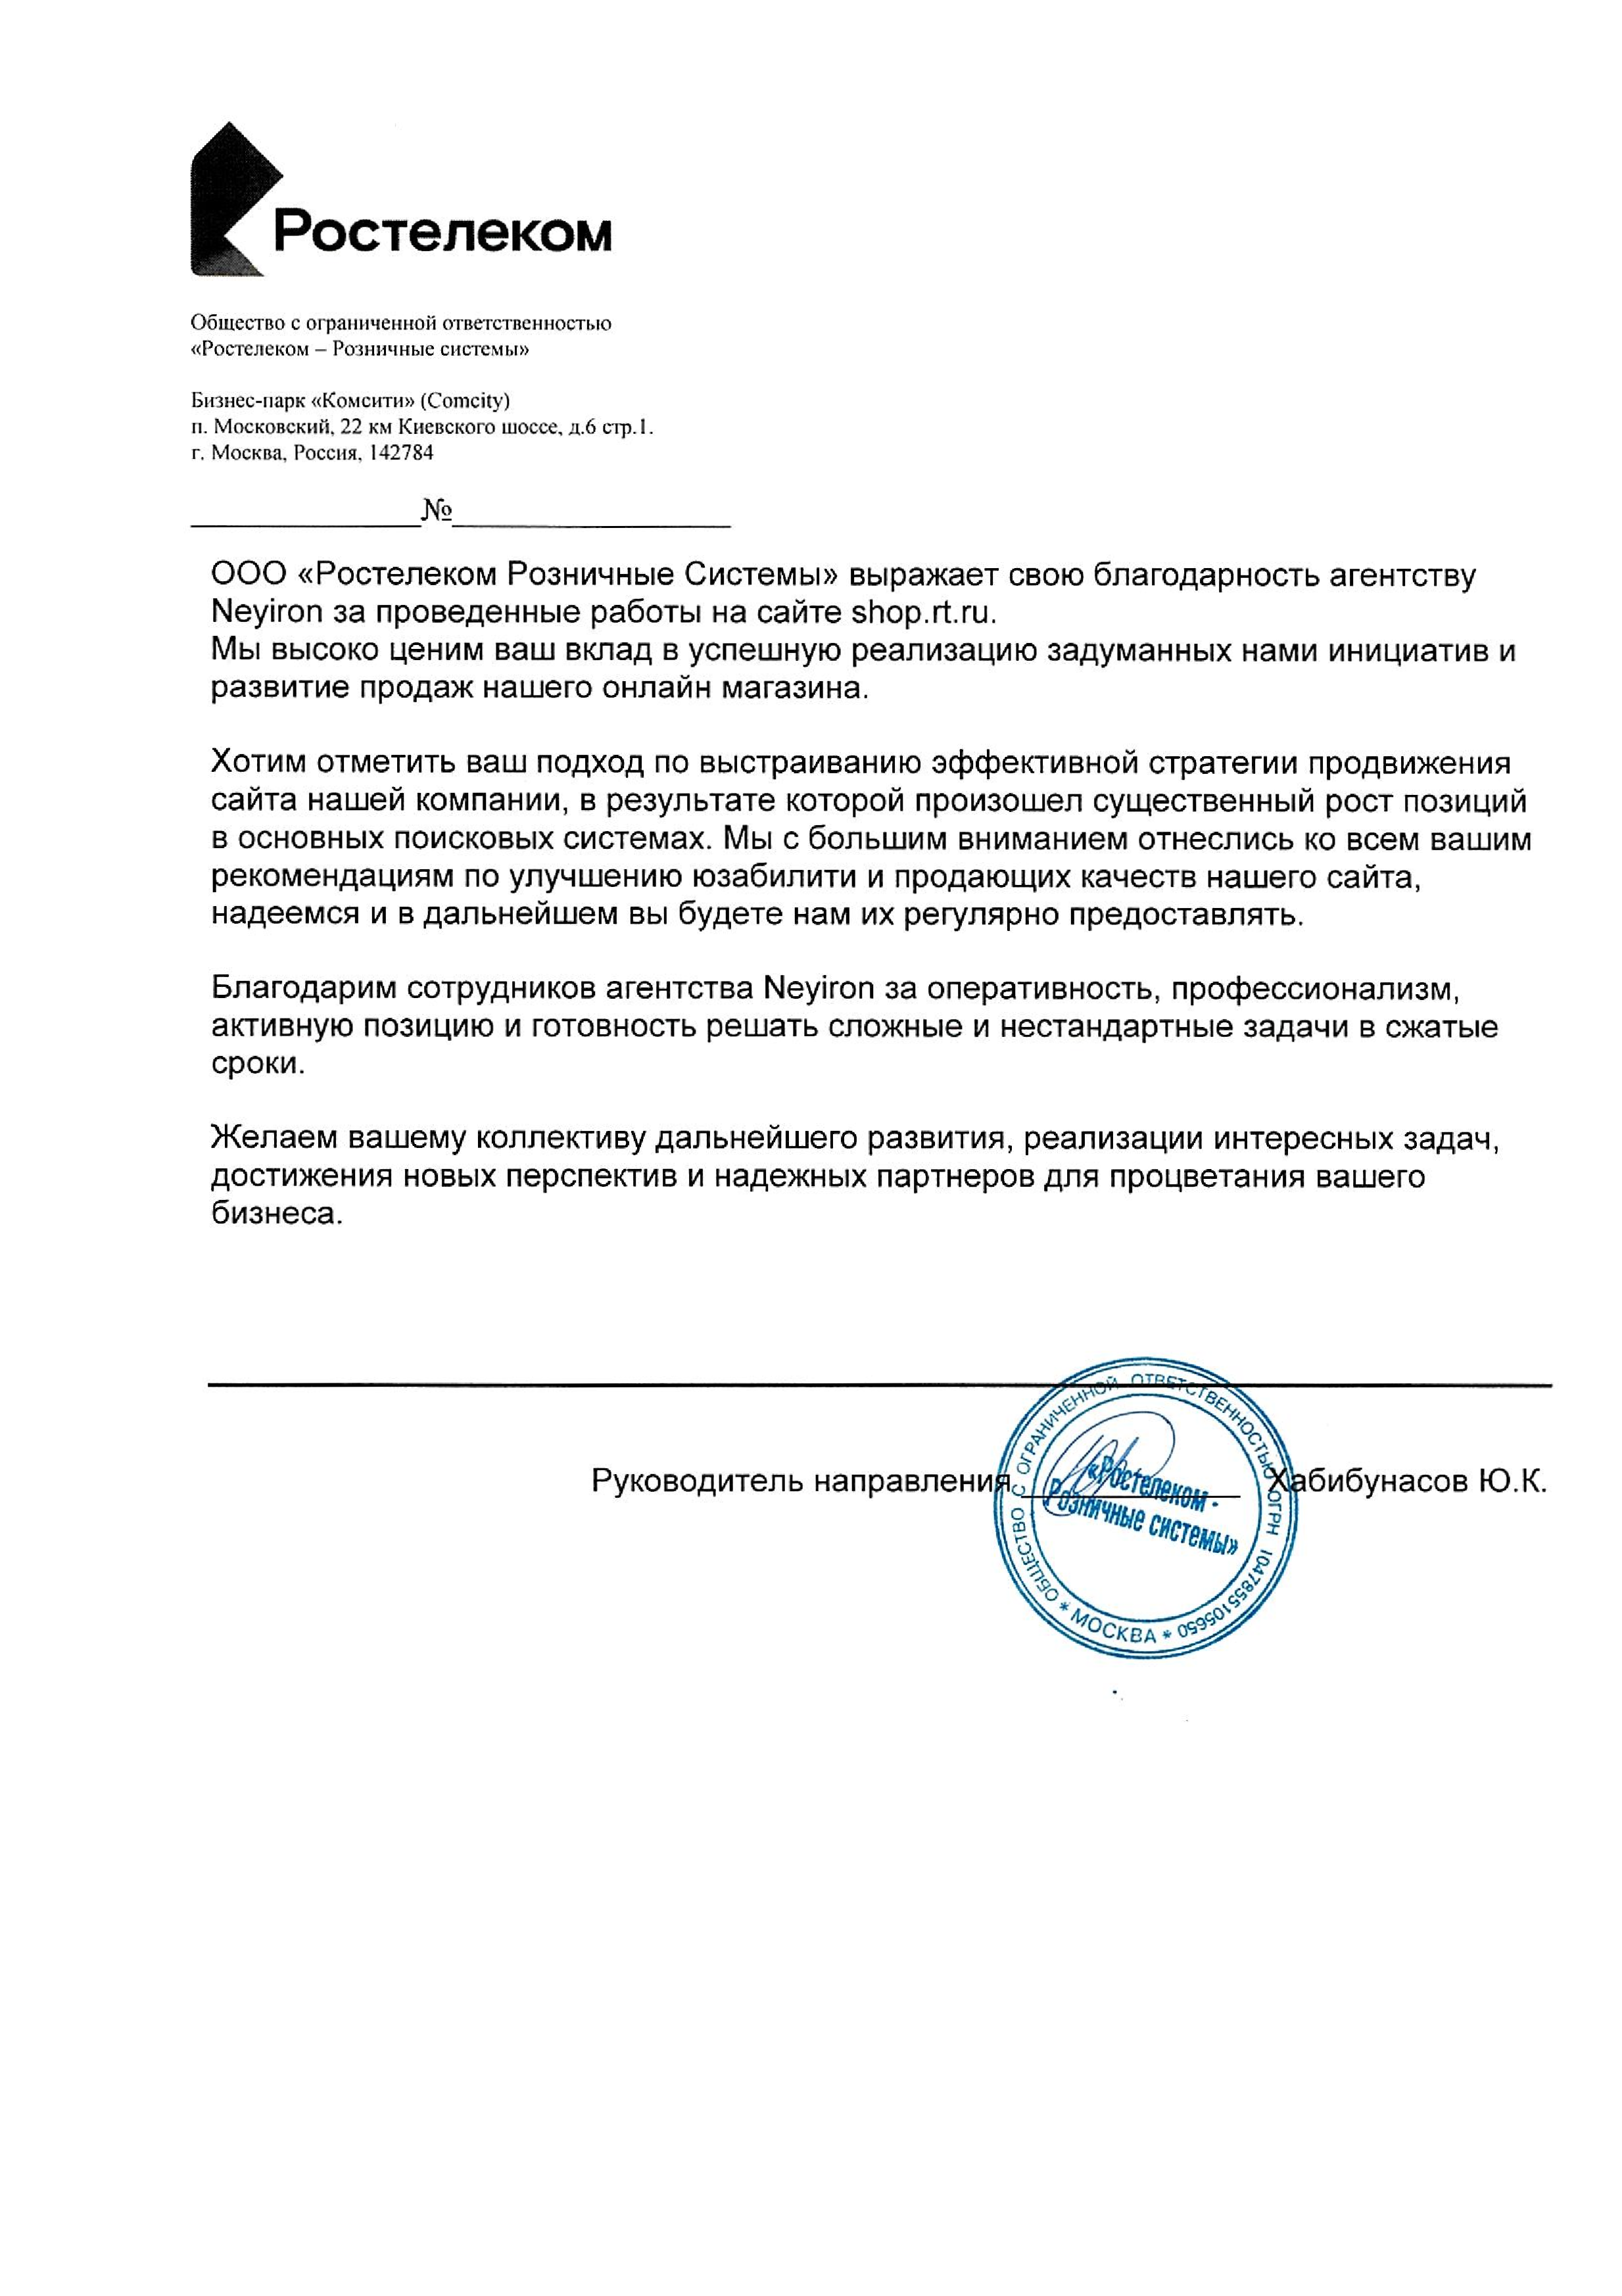 Ростелеком
Общество с ограниченной ответственностью
«Ростелеком – Розничные системы»
Бизнес-парк «Комсити» (Comcity)
п. Московский, 22 км Киевского шоссе, д.6 стр.1.
г. Москва, Россия, 142784
№
ООО «Ростелеком Розничные Системы» выражает свою благодарность агентству
Neyiron за проведенные работы на сайте shop.rt.ru.
Мы высоко ценим ваш вклад в успешную реализацию задуманных нами инициатив и
развитие продаж нашего онлайн магазина.
Хотим отметить ваш подход по выстраиванию эффективной стратегии продвижения
сайта нашей компании, в результате которой произошел существенный рост позиций
в основных поисковых системах. Мы с большим вниманием отнеслись ко всем вашим
рекомендациям по улучшению юзабилити и продающих качеств нашего сайта,
надеемся и в дальнейшем вы будете нам их регулярно предоставлять.
Благодарим сотрудников агентства Neyiron за оперативность, профессионализм,
активную позицию и готовность решать сложные и нестандартные задачи в сжатые
сроки.
Желаем вашему коллективу дальнейшего развития, реализации интересных задач,
достижения новых перспектив и надежных партнеров для процветания вашего
бизнеса.
Руководитель направления Хабибунасов Ю.К.
ОБЩЕСТВО С ОГРАНИЧЕННОЙ ОТВЕТСТВЕННОСТЬЮ ОГРН 1047855105650
* МОСКВА *
«Ростелеком -
Розничные системы»